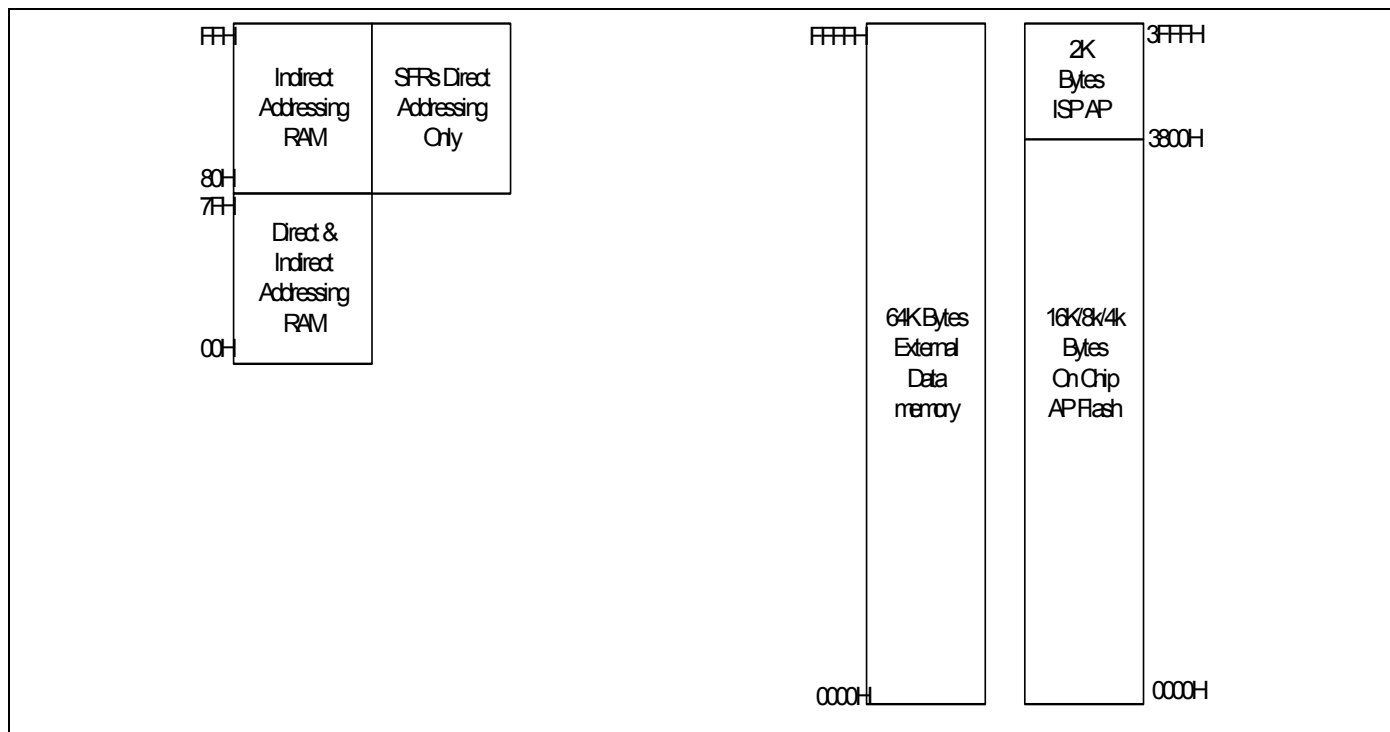 FFH
Indirect
Addressing
RAM
80H
SFRs Direct
Addressing
Only
7FH
Direct &
Indirect
Addressing
RAM
00H
FFFFH
64K Bytes
External
Data
memory
0000H
3FFFH
2K
Bytes
ISP AP
3800H
16K/8k/4k
Bytes
On Chip
AP Flash
0000H